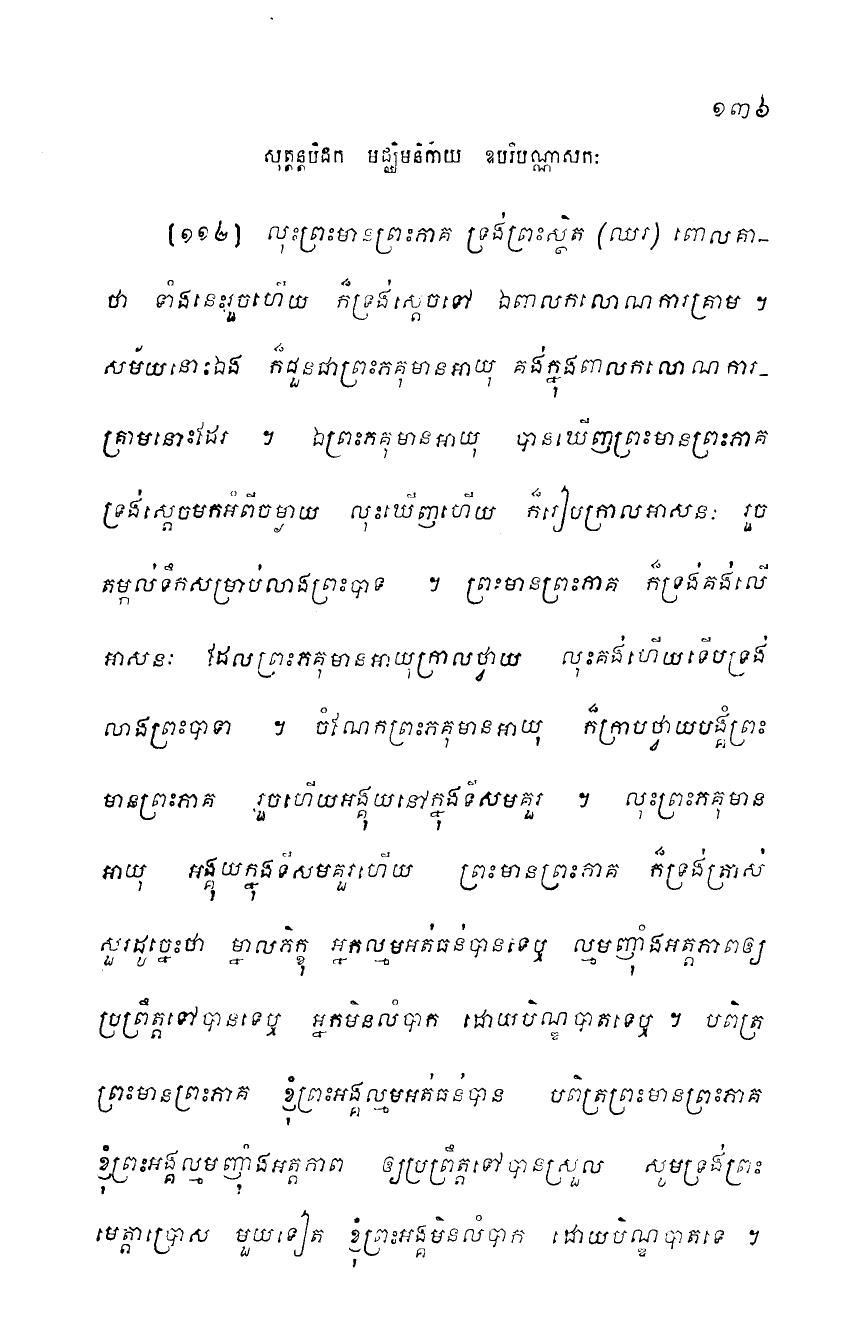 ១៣៦
សុត្តន្តបិដក មជ្ឈិមនិកាយ ឧបរិបណ្ណាសកៈ
[១១៤] លុះព្រះមានព្រះភាគ ទ្រង់ព្រះស្ថិត (ឈរ) ពោលគា-
ថា ទាំងនេះរួចហើយ ក៏ទ្រង់ស្តេចទៅ ឯពាលកលោណការគ្រាម ។
សម័យនោះឯង ក៏ជួនជាព្រះភគុមានអាយុ គង់ក្នុងពាលកលោណការ-
គ្រាមនោះដែរ ។ ឯព្រះភគុមានអាយុ បានឃើញព្រះមានព្រះភាគ
ទ្រង់ស្តេចមកអំពីចម្ងាយ លុះឃើញហើយ ក៏រៀបក្រាលអាសនៈ រួច
តម្កល់ទឹកសម្រាប់លាងព្រះបាទ ។ ព្រះមានព្រះភាគ ក៏ទ្រង់គង់លើ
អាសនៈ ដែលព្រះភគុមានអាយុក្រាលថ្វាយ លុះគង់ហើយទើបទ្រង់
លាងព្រះបាទា ។ ចំណែកព្រះភគុមានអាយុ ក៏ក្រាបថ្វាយបង្គំព្រះ
មានព្រះភាគ រួចហើយអង្គុយនៅក្នុងទីសមគួរ ។ លុះព្រះភគុមាន
អាយុ អង្គុយក្នុងទីសមគួរហើយ ព្រះមានព្រះភាគ ក៏ទ្រង់ត្រាស់
សួរដូច្នេះថា ម្នាលភិក្ខុ អ្នកល្មមអត់ធន់បានទេឬ ល្មមញ៉ាំងអត្តភាពឲ្យ
ប្រព្រឹត្តទៅបានទេឬ អ្នកមិនលំបាក ដោយបិណ្ឌបាតទេឬ ។ បពិត្រ
ព្រះមានព្រះភាគ ខ្ញុំព្រះអង្គល្មមអត់ធន់បាន បពិត្រព្រះមានព្រះភាគ
ខ្ញុំព្រះអង្គល្មមញ៉ាំងអត្តភាព ឲ្យប្រព្រឹត្តទៅបានស្រួល សូមទ្រង់ព្រះ
មេត្តាប្រោស មួយទៀត ខ្ញុំព្រះអង្គមិនលំបាក ដោយបិណ្ឌបាតទេ ។